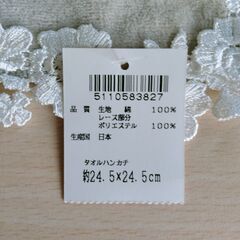 5110583827
品質 生地 綿 100%
レース部分
ポリエステル 100%
生産国 日本
タオルハンカチ
約24.5×24.5cm